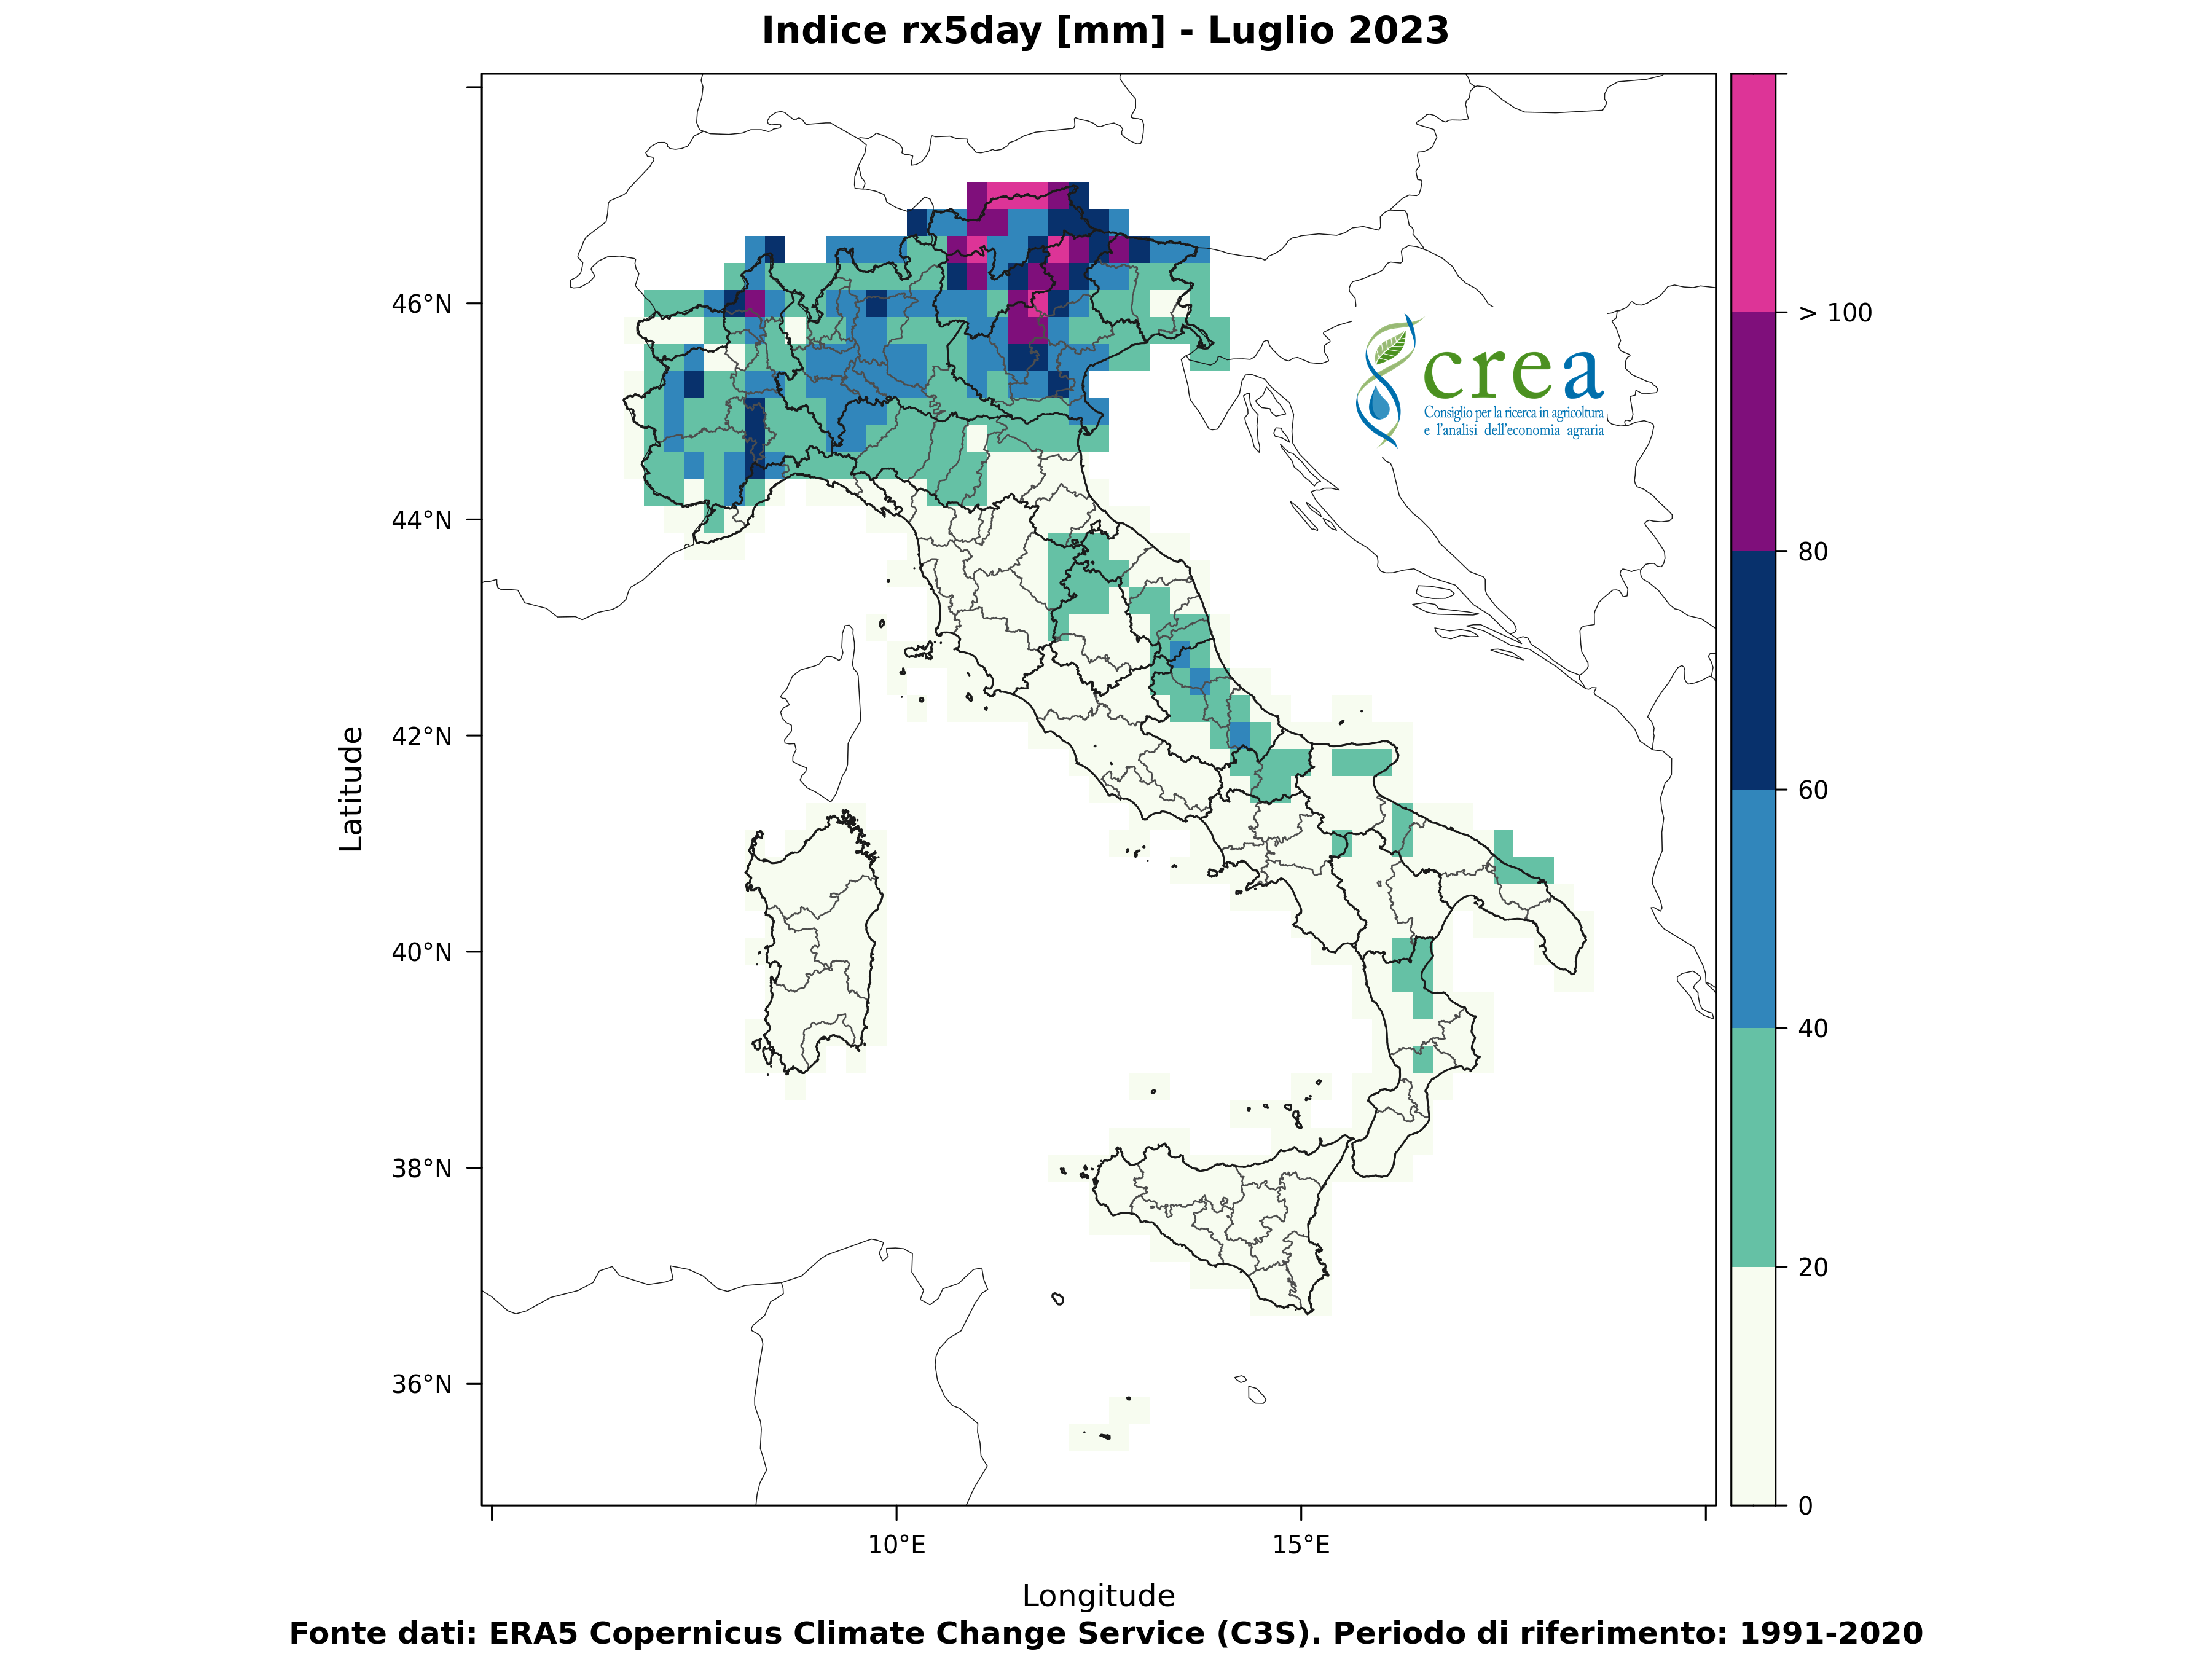 Indice rx5day [mm] - Luglio 2023
> 100
80
60
40
20
0
46°N
44°N
42°N
40°N
38°N
36°N
Latitude
crea
Consiglio per la ricerca in agricoltura
e l'analisi dell'economia agraria
10°E
15°E
Longitude
Fonte dati: ERA5 Copernicus Climate Change Service (C3S). Periodo di riferimento: 1991-2020